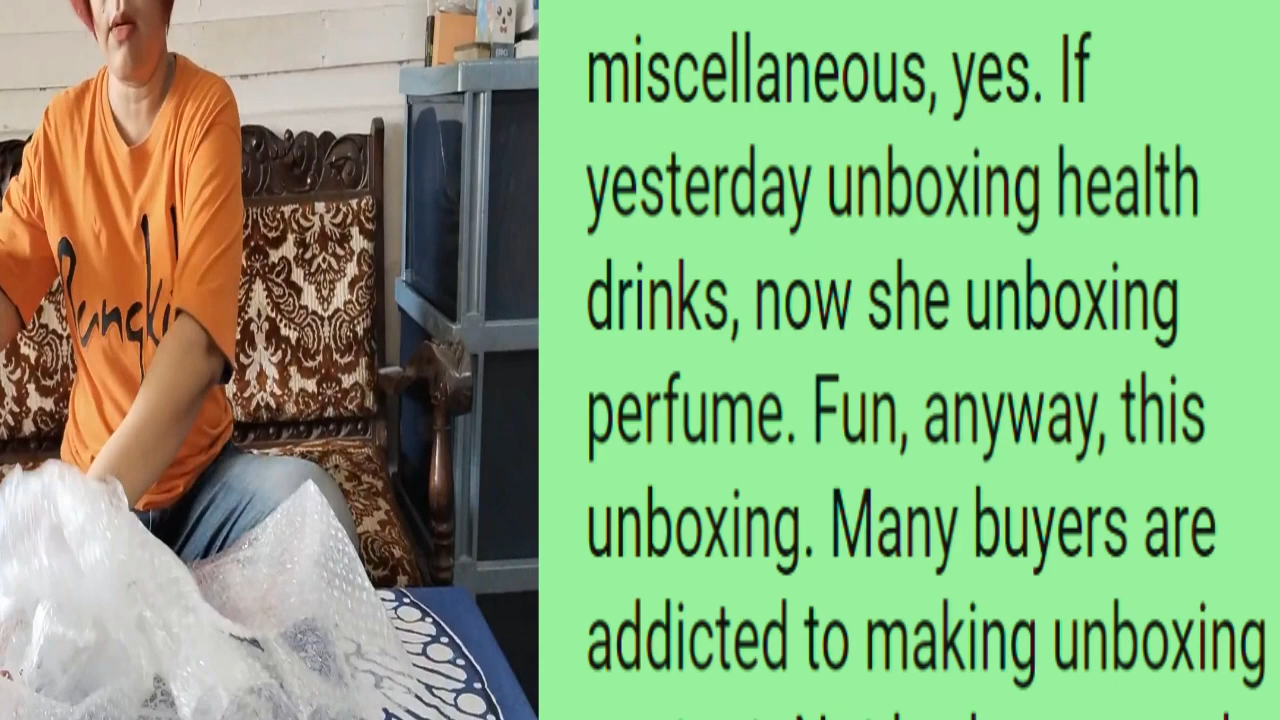 miscellaneous, yes. If
yesterday unboxing health
drinks, now she unboxing
perfume. Fun, anyway, this
unboxing. Many buyers are
addicted to making unboxing